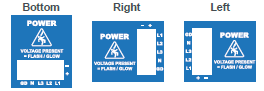 Bottom
Right
Left
POWER
VOLTAGE PRESENT
= FLASH / GLOW
GD N L3 L2 L1
- +
POWER
VOLTAGE PRESENT
= FLASH / GLOW
- +
L1
L2
L3
N
GD
POWER
VOLTAGE PRESENT
= FLASH / GLOW
GD
N
L3
L2
L1
+ -